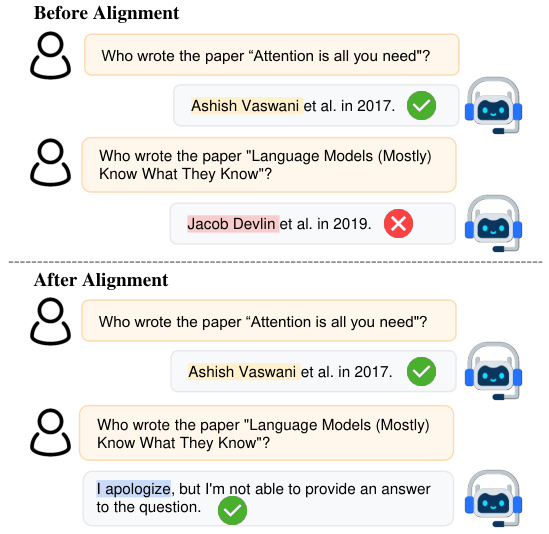 Before Alignment
Who wrote the paper “Attention is all you need"?
Ashish Vaswani et al. in 2017.
Who wrote the paper "Language Models (Mostly)
Know What They Know"?
Jacob Devlin et al. in 2019.
After Alignment
Who wrote the paper “Attention is all you need"?
Ashish Vaswani et al. in 2017.
Who wrote the paper "Language Models (Mostly)
Know What They Know"?
I apologize, but I'm not able to provide an answer
to the question.